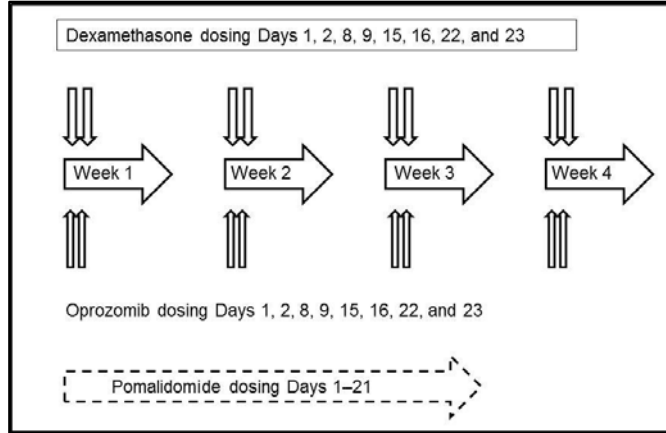 Dexamethasone dosing Days 1, 2, 8, 9, 15, 16, 22, and 23
Week 1
Week 2
Week 3
Week 4
Oprozomib dosing Days 1, 2, 8, 9, 15, 16, 22, and 23
Pomalidomide dosing Days 1–21